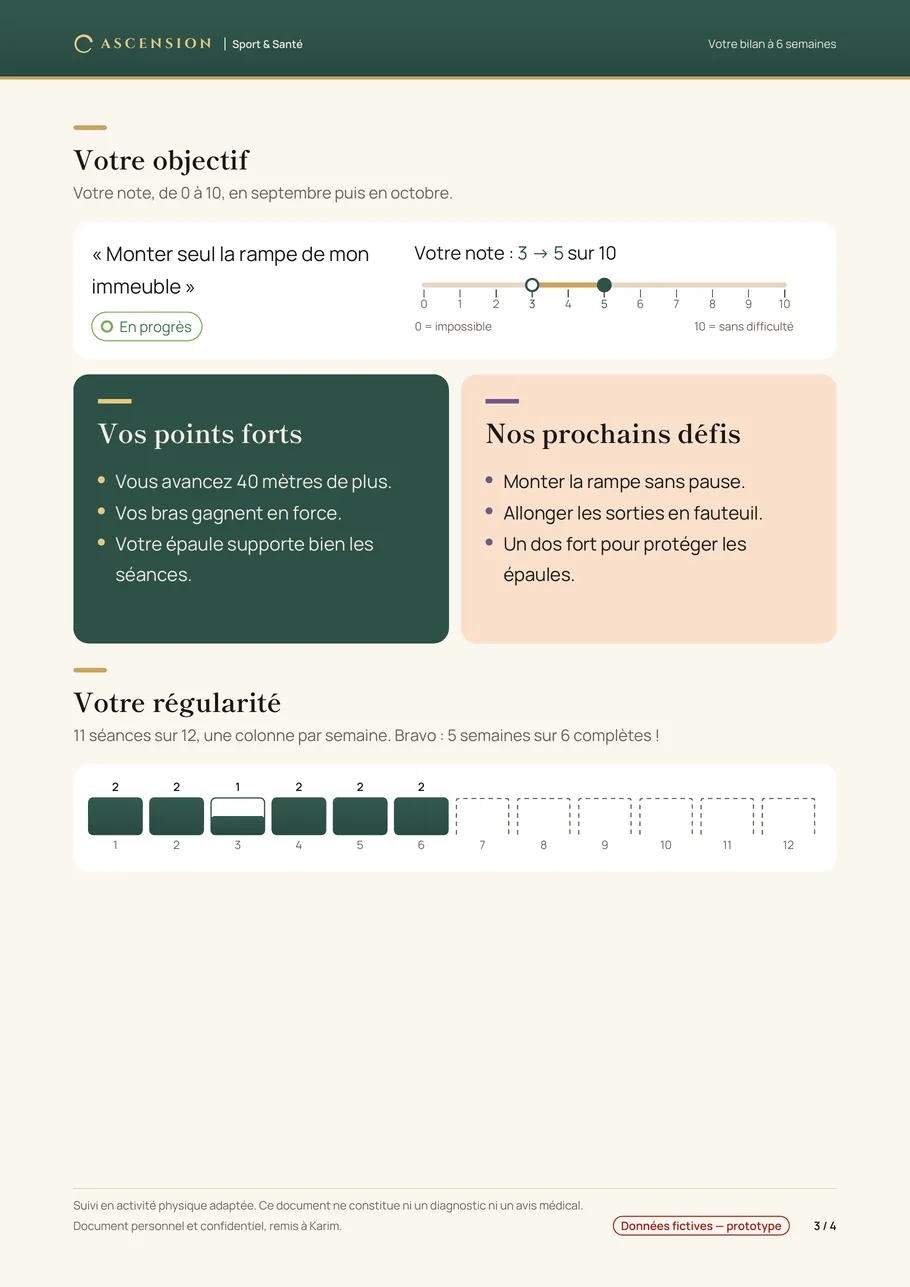 ASCENSION | Sport & Santé
Votre bilan à 6 semaines
Votre objectif
Votre note, de 0 à 10, en septembre puis en octobre.
« Monter seul la rampe de mon
immeuble »
En progrès
Votre note : 3 → 5 sur 10
0 1 2 3 4 5 6 7 8 9 10
0 = impossible
10 = sans difficulté
Vos points forts
Vous avancez 40 mètres de plus.
Vos bras gagnent en force.
Votre épaule supporte bien les
séances.
Nos prochains défis
Monter la rampe sans pause.
Allonger les sorties en fauteuil.
Un dos fort pour protéger les
épaules.
Votre régularité
11 séances sur 12, une colonne par semaine. Bravo : 5 semaines sur 6 complètes !
2 2 1 2 2 2
1 2 3 4 5 6 7 8 9 10 11 12
Suivi en activité physique adaptée. Ce document ne constitue ni un diagnostic ni un avis médical.
Document personnel et confidentiel, remis à Karim.
Données fictives — prototype
3 / 4